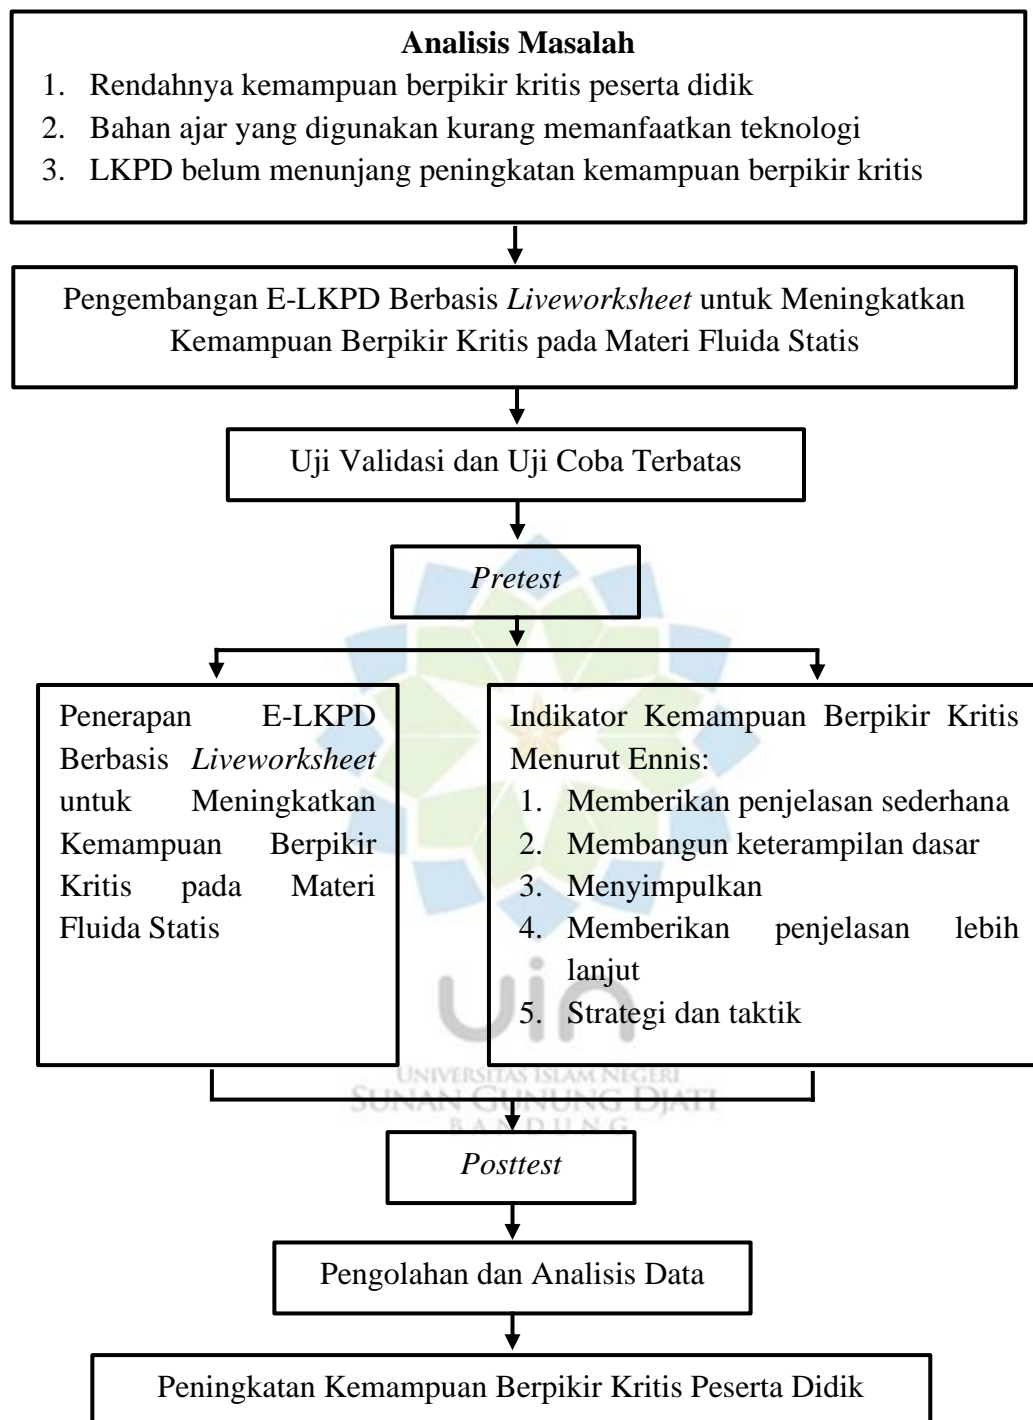 Analisis Masalah
1. Rendahnya kemampuan berpikir kritis peserta didik
2. Bahan ajar yang digunakan kurang memanfaatkan teknologi
3. LKPD belum menunjang peningkatan kemampuan berpikir kritis
Pengembangan E-LKPD Berbasis Liveworksheet untuk Meningkatkan
Kemampuan Berpikir Kritis pada Materi Fluida Statis
Uji Validasi dan Uji Coba Terbatas
Pretest
Penerapan E-LKPD
Berbasis Liveworksheet
untuk Meningkatkan
Kemampuan Berpikir
Kritis pada Materi
Fluida Statis
Indikator Kemampuan Berpikir Kritis
Menurut Ennis:
1. Memberikan penjelasan sederhana
2. Membangun keterampilan dasar
3. Menyimpulkan
4. Memberikan penjelasan lebih
lanjut
5. Strategi dan taktik
uin
UNIVERSITAS ISLAM NEGERI
SUNAN GUNUNG DJATI
BANDUNG
Posttest
Pengolahan dan Analisis Data
Peningkatan Kemampuan Berpikir Kritis Peserta Didik